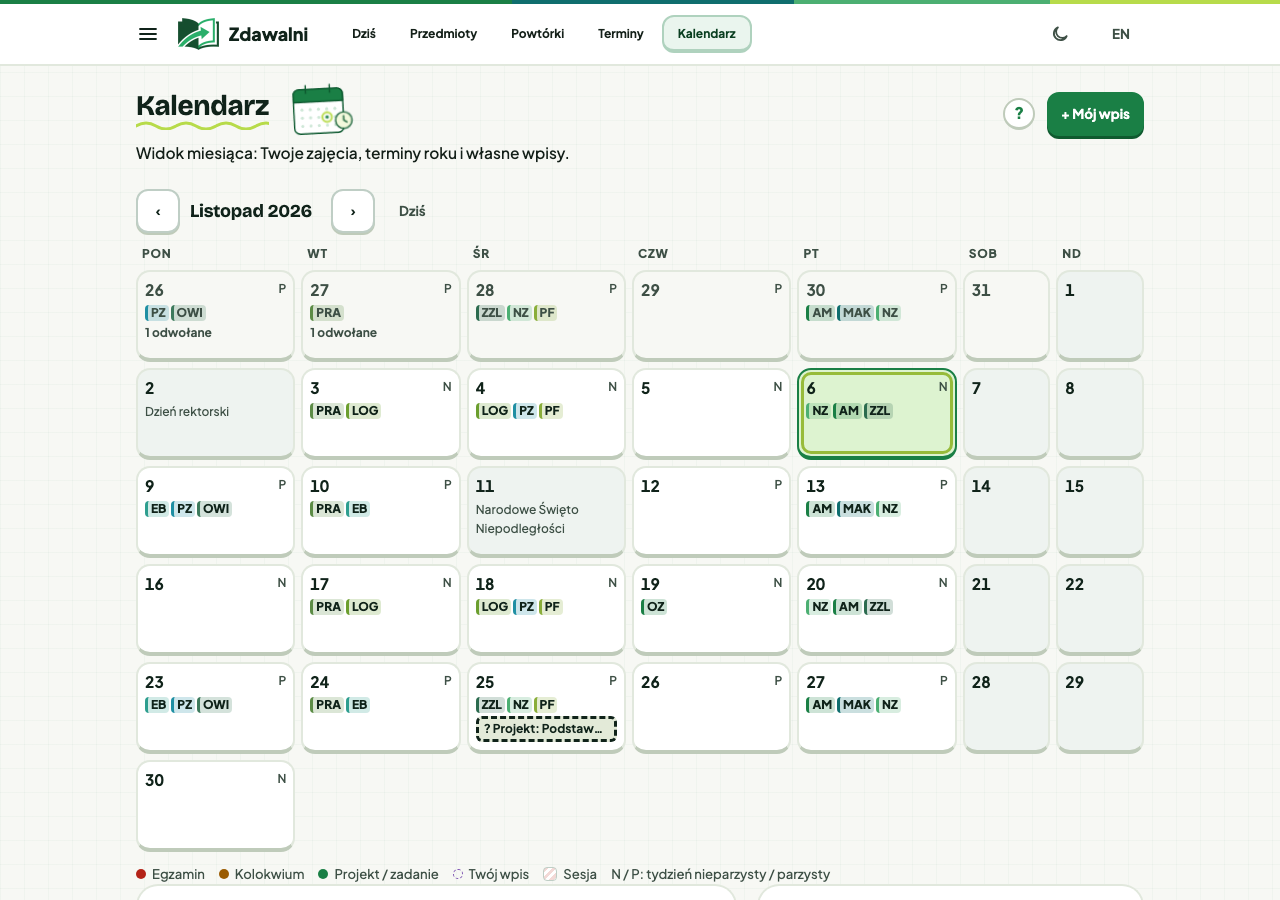 Zdawalni Dziś Przedmioty Powtórki Terminy Kalendarz EN
Kalendarz ? + Mój wpis
Widok miesiąca: Twoje zajęcia, terminy roku i własne wpisy.
‹ Listopad 2026 › Dziś
PON WT ŚR CZW PT SOB ND
26 P 27 P 28 P 29 P 30 P 31 1
PZ OWI PRA ZZL NZ PF AM MAK NZ
1 odwołane 1 odwołane
2 3 N 4 N 5 N 6 N 7 8
Dzień rektorski PRA LOG LOG PZ PF NZ AM ZZL
9 P 10 P 11 12 P 13 P 14 15
EB PZ OWI PRA EB Narodowe Święto AM MAK NZ
Niepodległości
16 N 17 N 18 N 19 N 20 N 21 22
PRA LOG LOG PZ PF OZ NZ AM ZZL
23 P 24 P 25 P 26 P 27 P 28 29
EB PZ OWI PRA EB ZZL NZ PF AM MAK NZ
? Projekt: Podstaw…
30 N
Egzamin Kolokwium Projekt / zadanie Twój wpis Sesja N / P: tydzień nieparzysty / parzysty